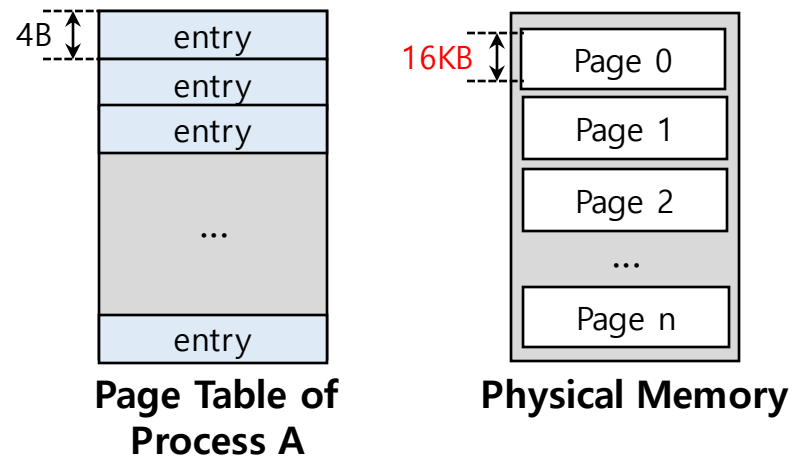 4B
entry
entry
entry
...
entry
Page Table of
Process A
16KB
Page 0
Page 1
Page 2
...
Page n
Physical Memory